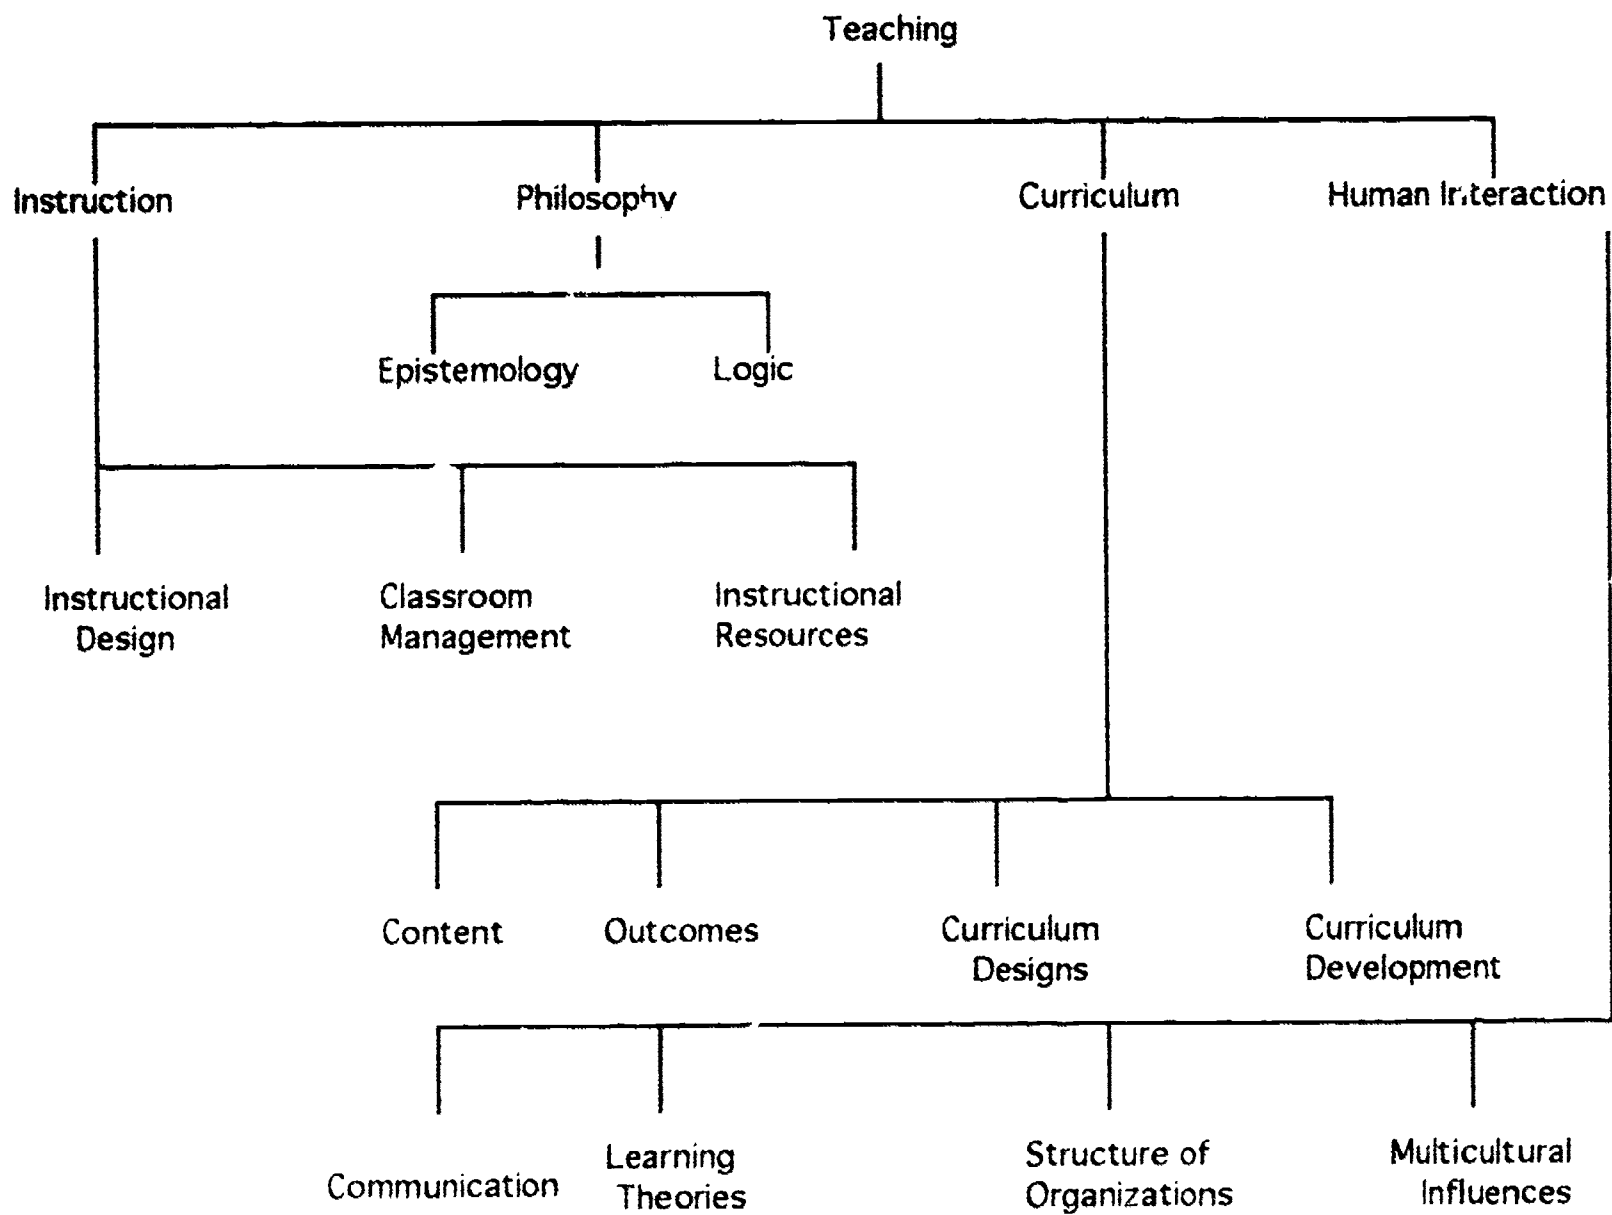 Teaching
Instruction
Philosophy
Curriculum
Human Interaction
Epistemology
Logic
Instructional
Design
Classroom
Management
Instructional
Resources
Content
Outcomes
Curriculum
Designs
Curriculum
Development
Communication
Learning
Theories
Structure of
Organizations
Multicultural
Influences